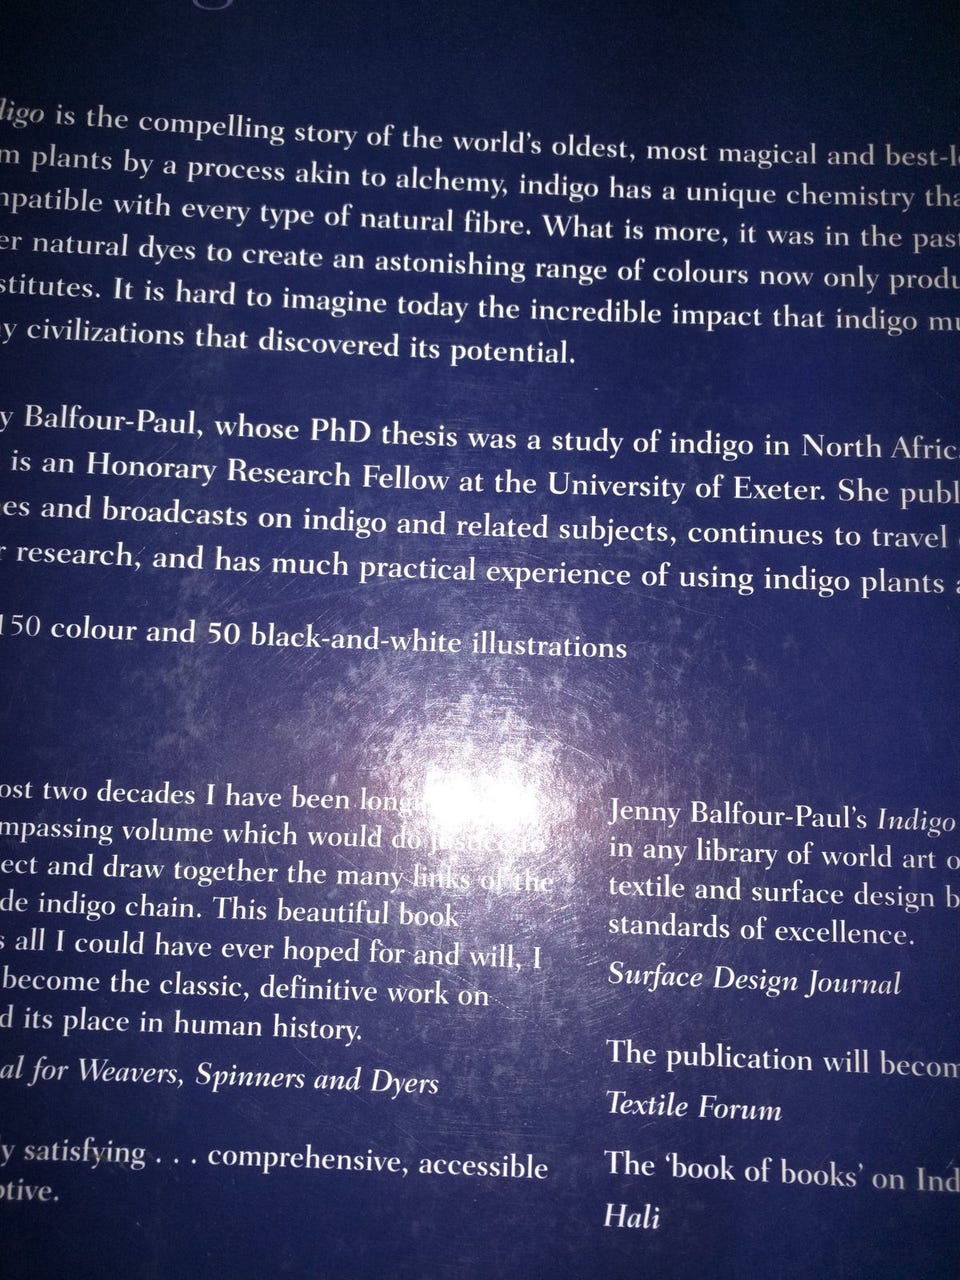 digo is the compelling story of the world's oldest, most magical and best-l
m plants by a process akin to alchemy, indigo has a unique chemistry tha
mpatible with every type of natural fibre. What is more, it was in the past
er natural dyes to create an astonishing range of colours now only produ
stitutes. It is hard to imagine today the incredible impact that indigo mu
y civilizations that discovered its potential.
y Balfour-Paul, whose PhD thesis was a study of indigo in North Afric
is an Honorary Research Fellow at the University of Exeter. She publ
es and broadcasts on indigo and related subjects, continues to travel
r research, and has much practical experience of using indigo plants a
150 colour and 50 black-and-white illustrations
ost two decades I have been long
mpassing volume which would do justice to
ect and draw together the many links of the
de indigo chain. This beautiful book
s all I could have ever hoped for and will, I
become the classic, definitive work on
d its place in human history.
al for Weavers, Spinners and Dyers
y satisfying . . . comprehensive, accessible
ptive.
Jenny Balfour-Paul's Indigo
in any library of world art o
textile and surface design b
standards of excellence.
Surface Design Journal
The publication will becom
Textile Forum
The 'book of books' on Ind
Hali